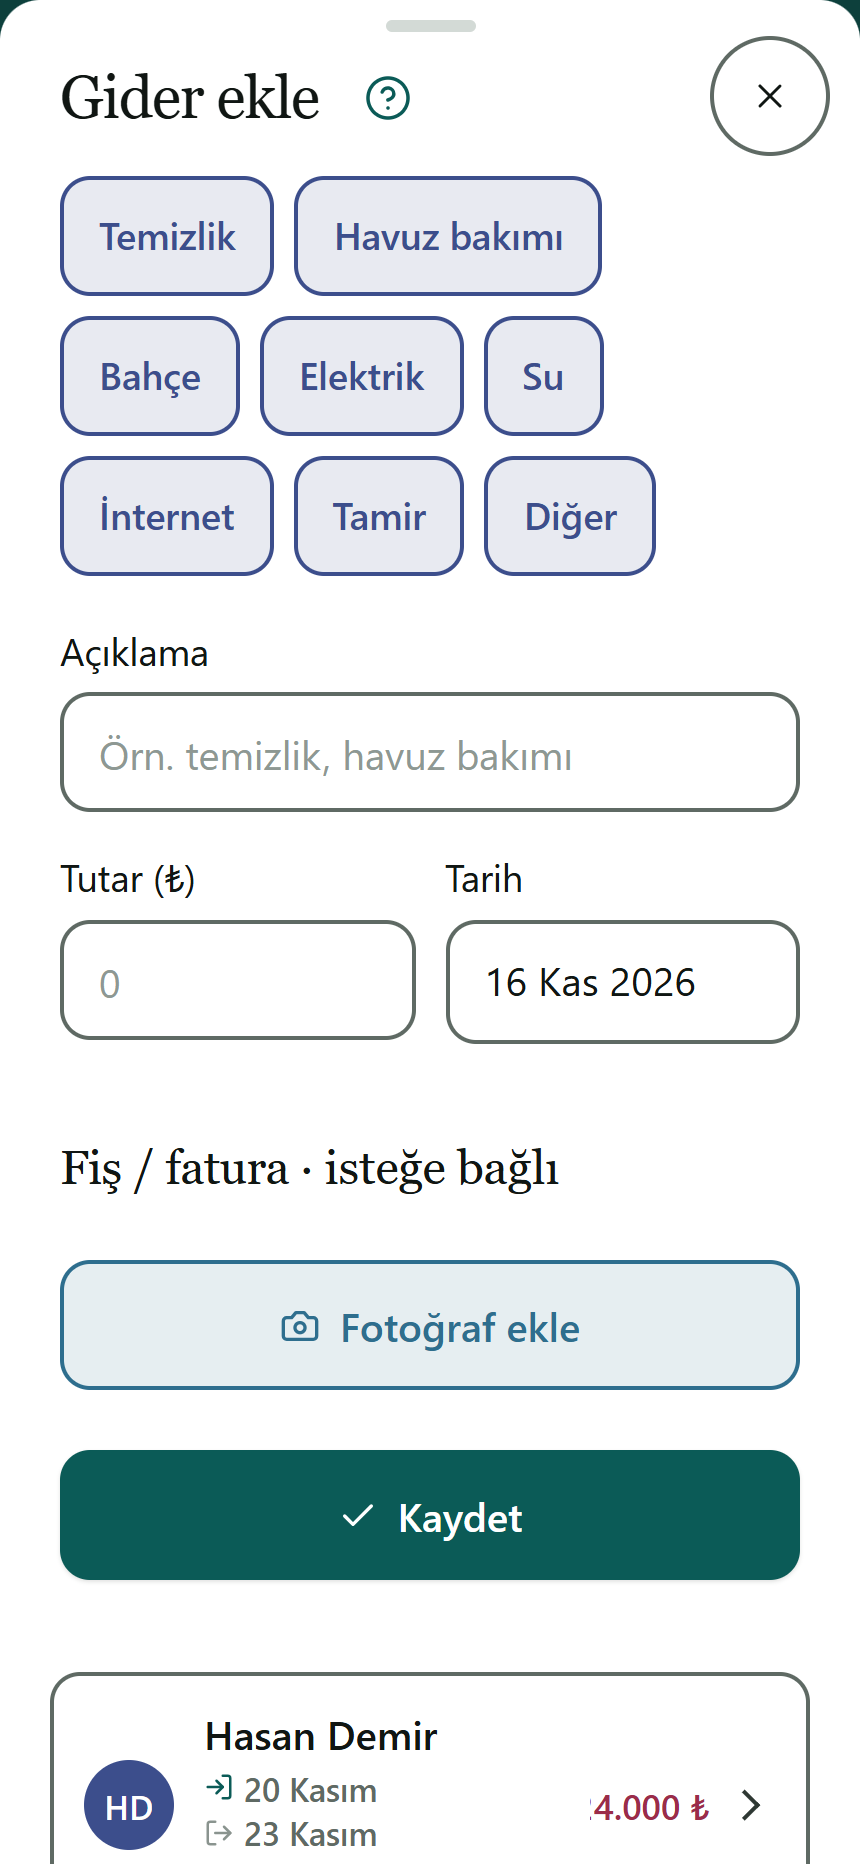 Gider ekle
Temizlik
Havuz bakımı
Bahçe
Elektrik
Su
İnternet
Tamir
Diğer
Açıklama
Örn. temizlik, havuz bakımı
Tutar (₺)
Tarih
0
16 Kas 2026
Fiş / fatura · isteğe bağlı
Fotoğraf ekle
Kaydet
Hasan Demir
HD
20 Kasım
4.000 ₺
23 Kasım